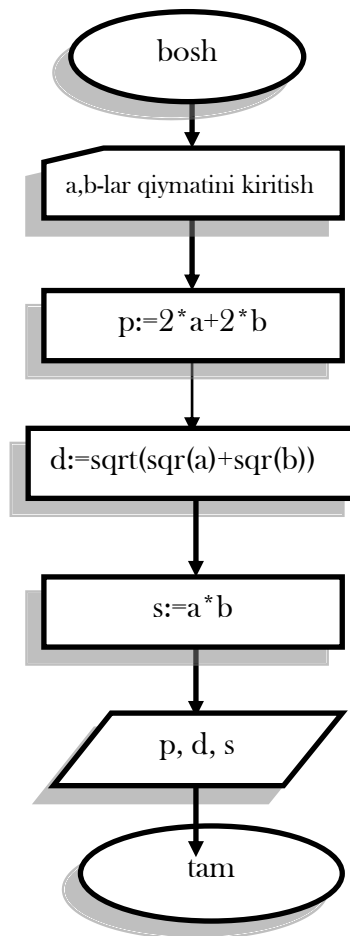 bosh
a,b-lar qiymatini kiritish
p:=2*a+2*b
d:=sqrt(sqr(a)+sqr(b))
s:=a*b
p, d, s
tam